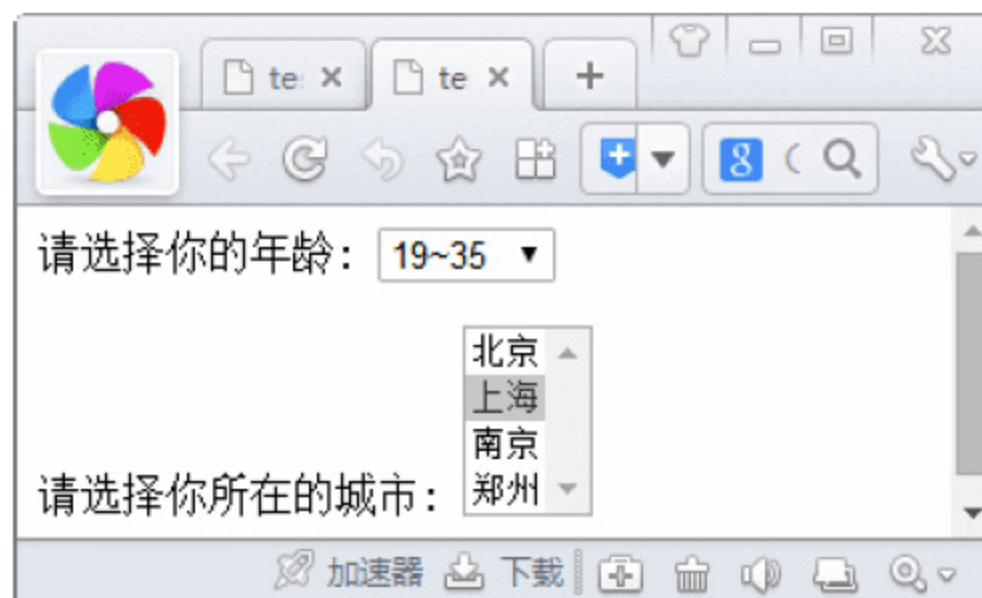 te
te
8
请选择你的年龄： 19~35
北京
上海
南京
郑州
请选择你所在的城市：
加速器 下载